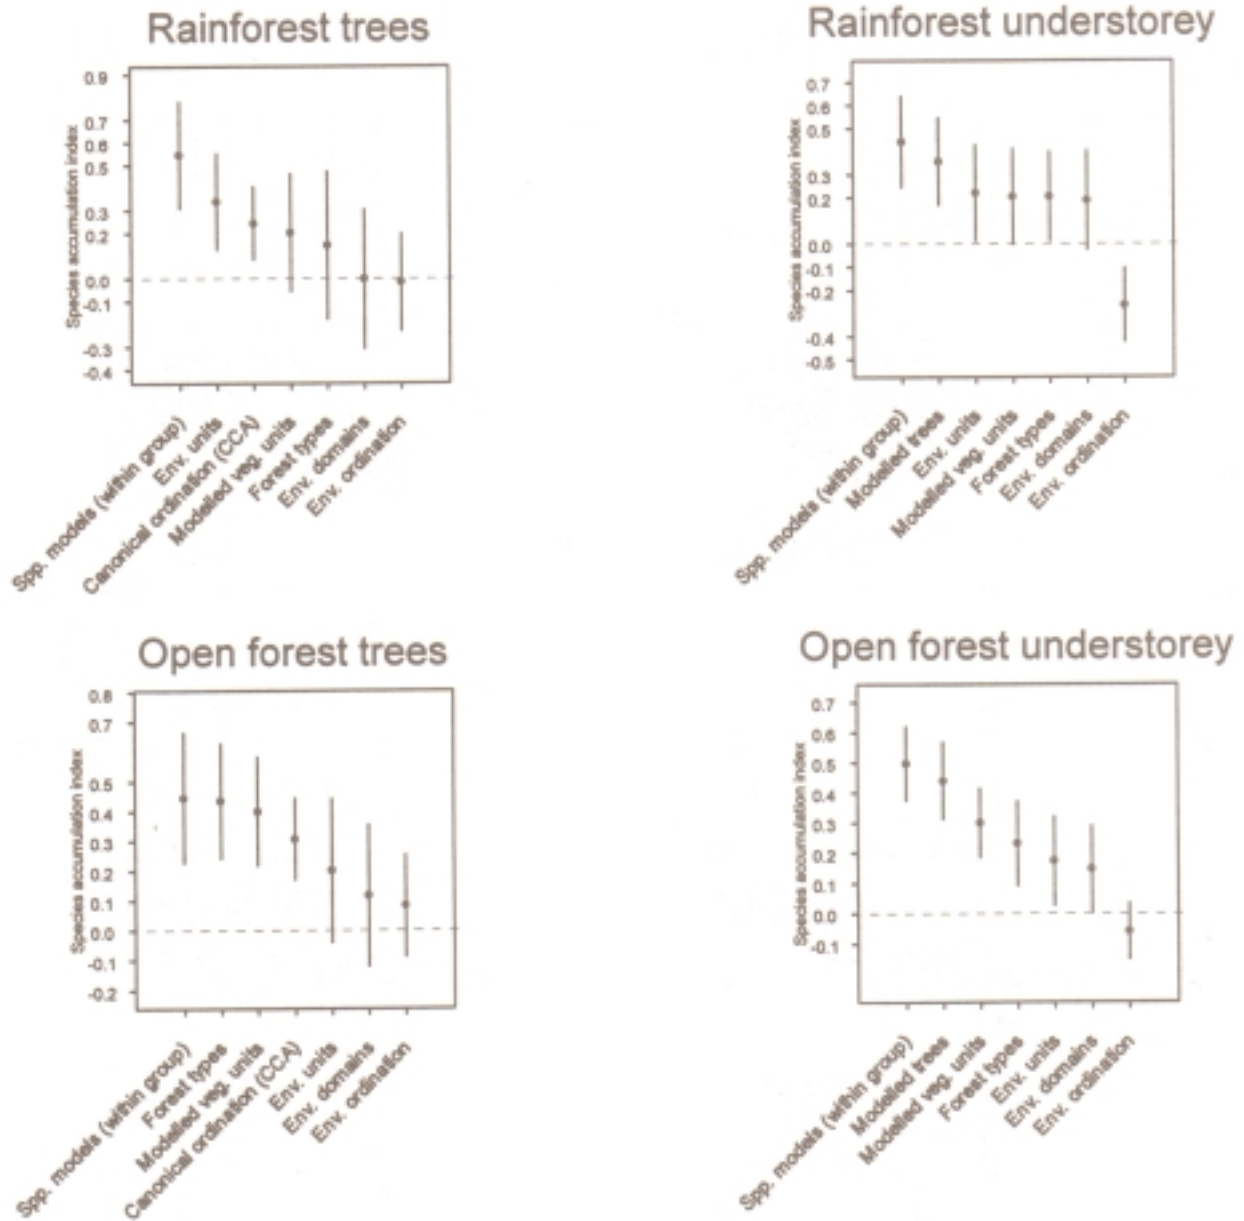 Rainforest trees
Species accumulation index
0.9
0.7
0.6
0.5
0.3
0.2
0.0
-0.1
-0.3
-0.4
Spp. models (within group)
Env. units
Canonical ordination (CCA)
Modelled veg. units
Forest types
Env. domains
Env. ordination
Rainforest understorey
Species accumulation index
0.7
0.6
0.5
0.3
0.2
0.0
-0.1
-0.2
-0.4
-0.5
Spp. models (within group)
Modelled trees
Env. units
Modelled veg. units
Forest types
Env. domains
Env. ordination
Open forest trees
Species accumulation index
0.8
0.7
0.5
0.4
0.3
0.2
0.1
0.0
-0.1
-0.2
Spp. models (within group)
Forest types
Modelled veg. units
Canonical ordination (CCA)
Env. units
Env. domains
Env. ordination
Open forest understorey
Species accumulation index
0.7
0.6
0.5
0.4
0.3
0.2
0.1
0.0
-0.1
Spp. models (within group)
Modelled trees
Modelled veg. units
Forest types
Env. units
Env. domains
Env. ordination